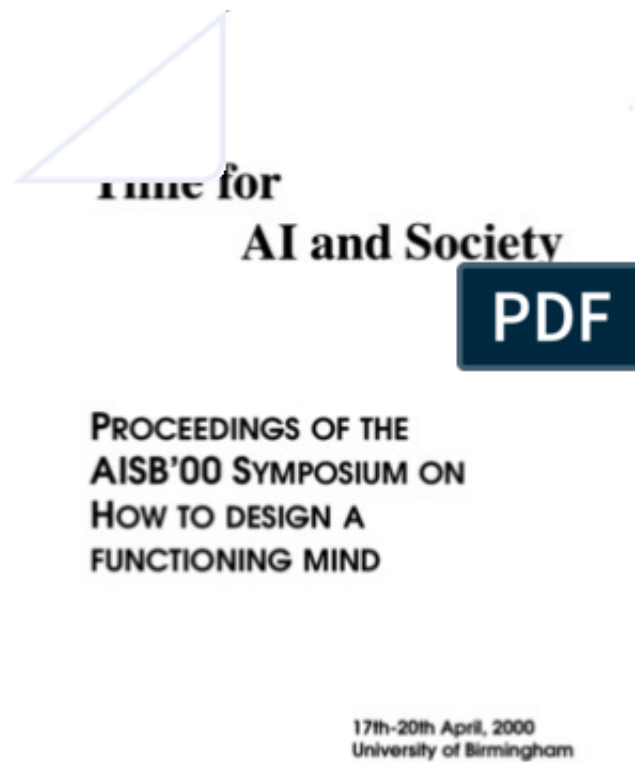 Time for
AI and Society
PDF
PROCEEDINGS OF THE
AISB'00 SYMPOSIUM ON
HOW TO DESIGN A
FUNCTIONING MIND
17th-20th April, 2000
University of Birmingham